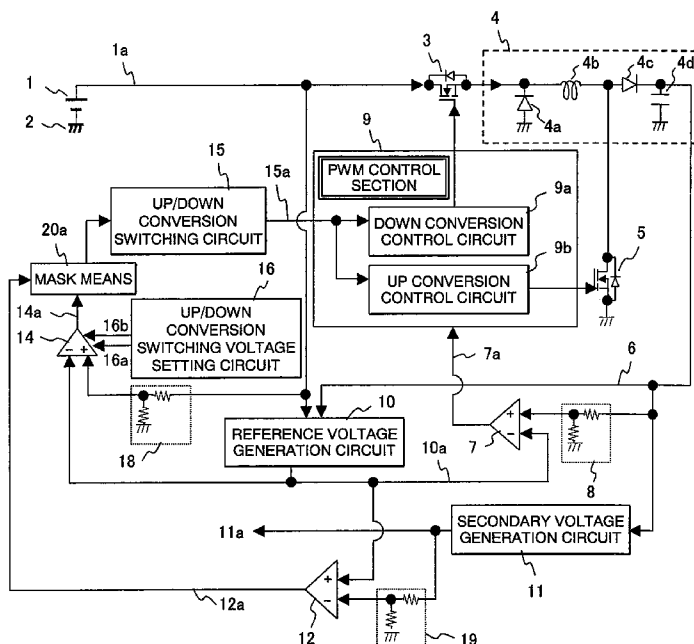 4
1a
3
4b
4c
4d
1
2
4a
9
15
15a
PWM CONTROL
SECTION
9a
UP/DOWN
CONVERSION
SWITCHING CIRCUIT
DOWN CONVERSION
CONTROL CIRCUIT
20a
9b
5
MASK MEANS
16
UP CONVERSION
CONTROL CIRCUIT
14a
14
16b
16a
UP/DOWN
CONVERSION
SWITCHING VOLTAGE
SETTING CIRCUIT
- +
7a
6
10
18
REFERENCE VOLTAGE
GENERATION CIRCUIT
10a
+
-
7
8
11a
SECONDARY VOLTAGE
GENERATION CIRCUIT
11
+
-
12a
12
19